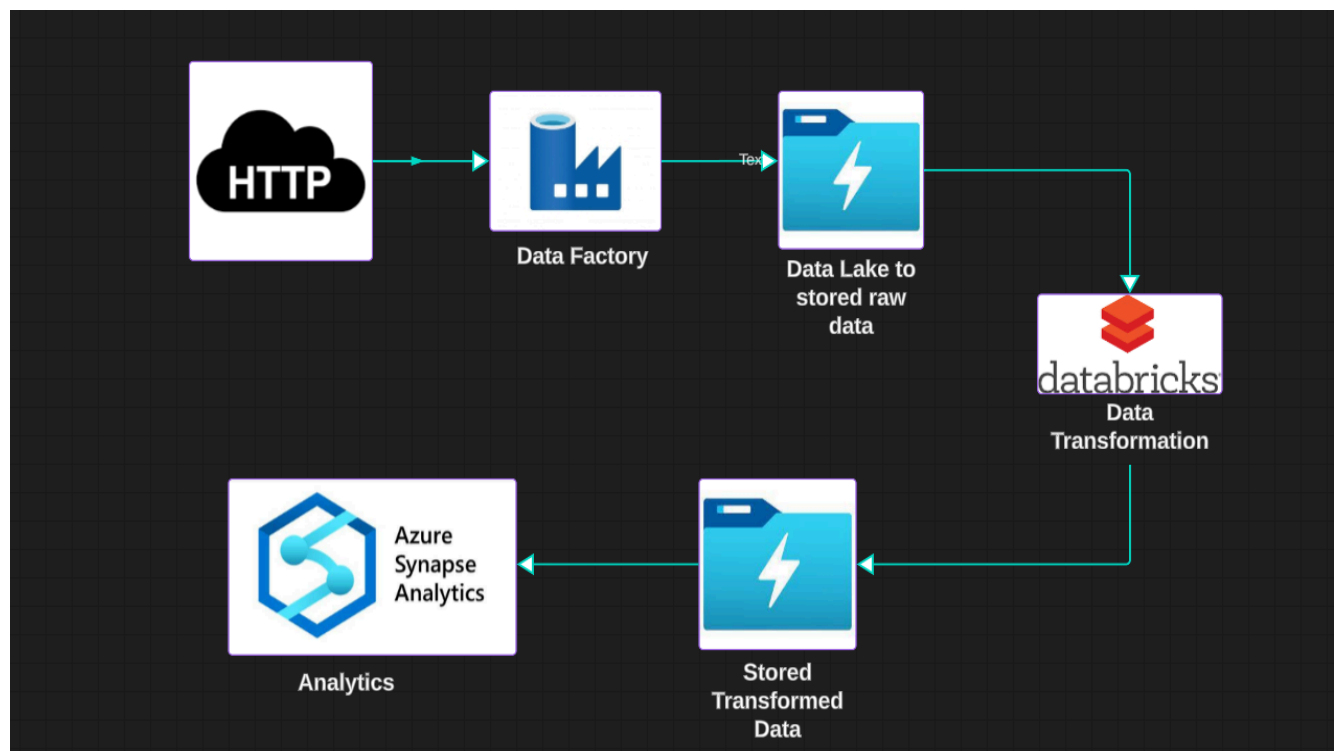 HTTP
Data Factory
Tex
Data Lake to
stored raw
data
databricks
Data
Transformation
Azure
Synapse
Analytics
Analytics
Stored
Transformed
Data